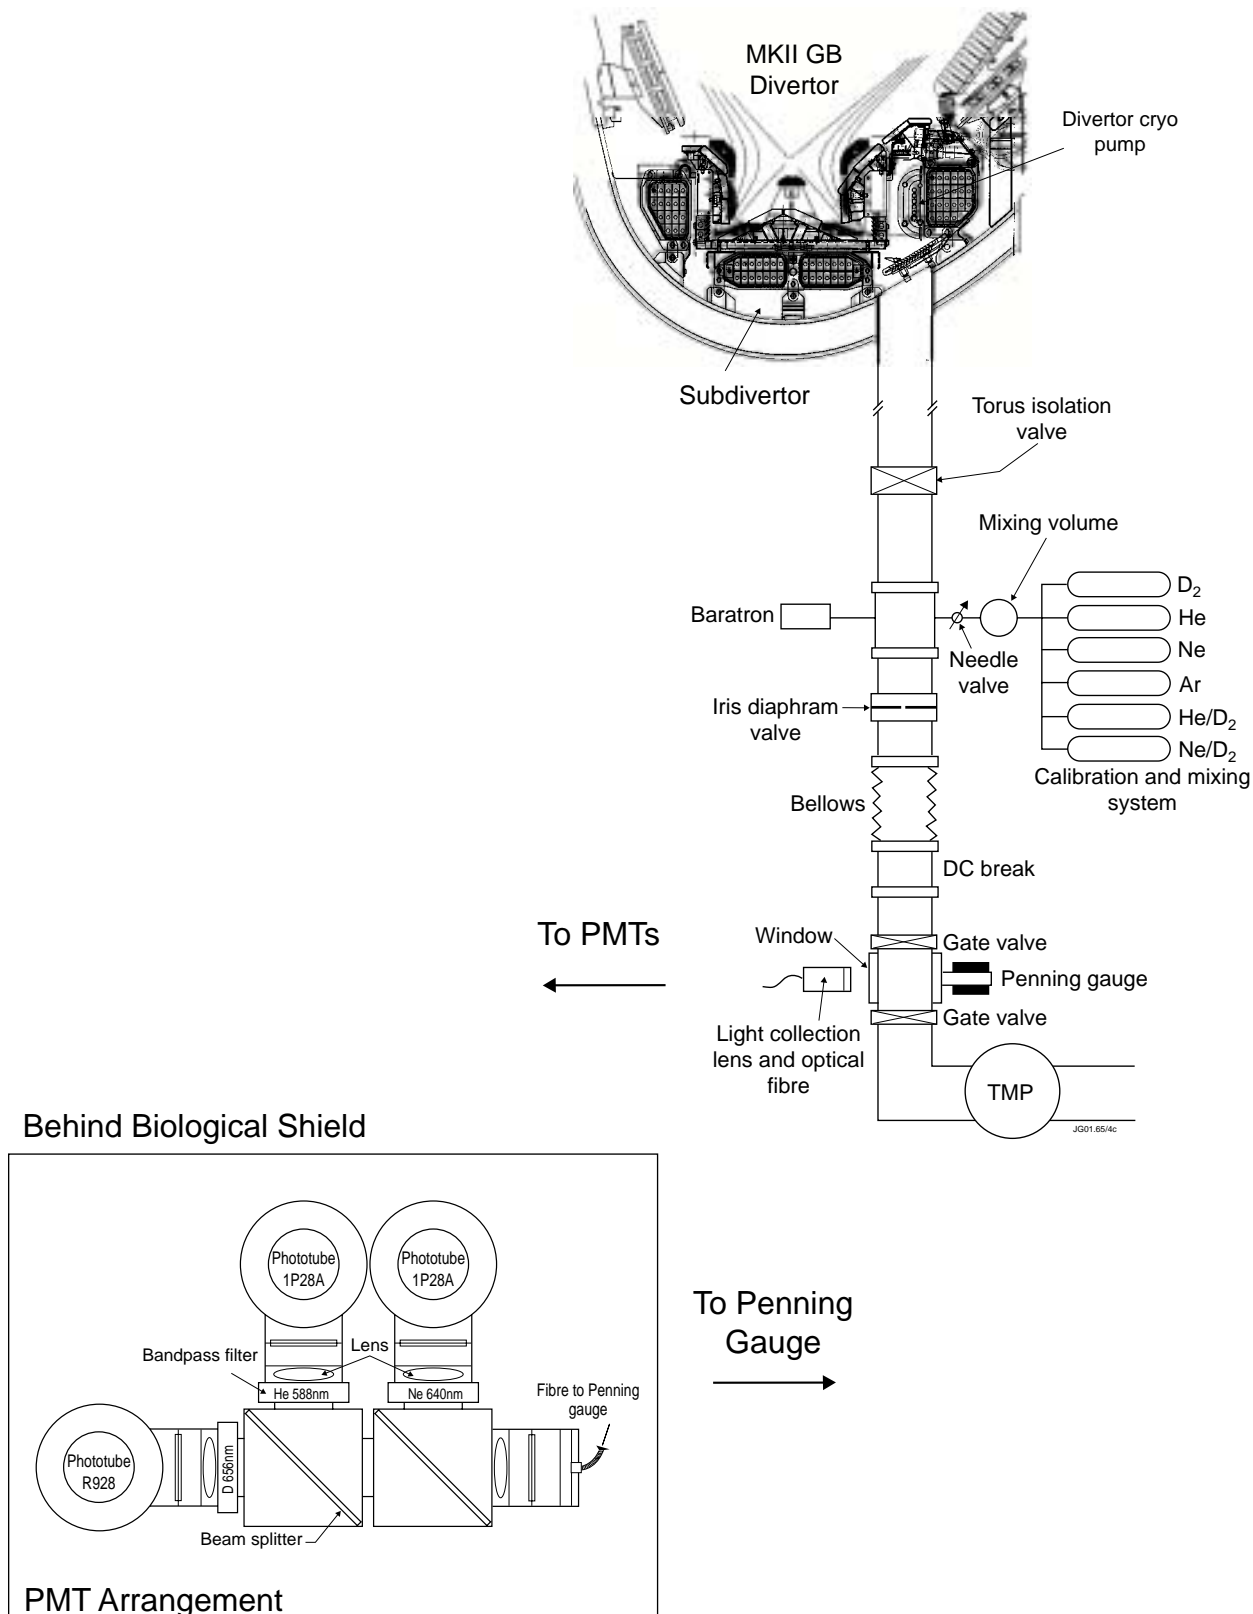 MKII GB
Divertor
Divertor cryo
pump
Subdivertor
Torus isolation
valve
Mixing volume
D2
Baratron
He
Needle
valve
Ne
Ar
Iris diaphram
valve
He/D2
Ne/D2
Calibration and mixing
system
Bellows
DC break
To PMTs
Window
Gate valve
Penning gauge
Gate valve
Light collection
lens and optical
fibre
TMP
JG01.65/4c
Behind Biological Shield
Phototube
1P28A
Phototube
1P28A
To Penning
Gauge
Bandpass filter
Lens
He 588nm
Ne 640nm
Fibre to Penning
gauge
Phototube
R928
D 656nm
Beam splitter
PMT Arrangement